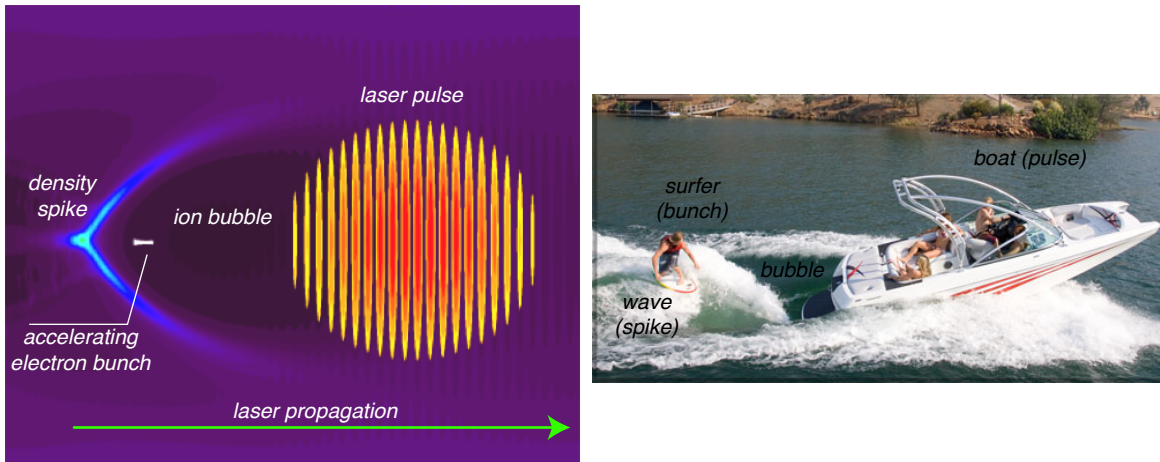 laser pulse
density
spike
ion bubble
accelerating
electron bunch
laser propagation
boat (pulse)
surfer
(bunch)
bubble
wave
(spike)